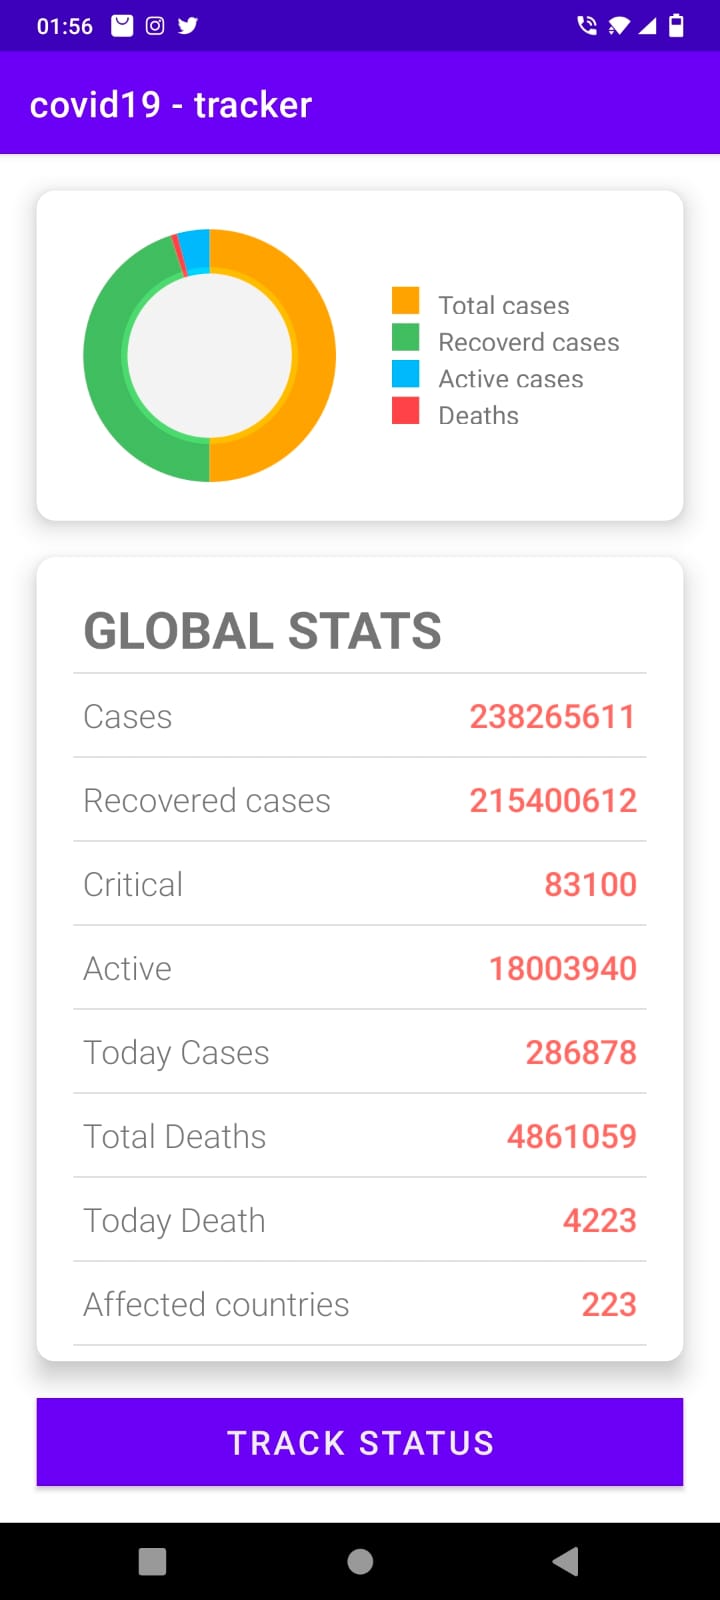 01:56
covid19 - tracker
Total cases
Recoverd cases
Active cases
Deaths
GLOBAL STATS
Cases 238265611
Recovered cases 215400612
Critical 83100
Active 18003940
Today Cases 286878
Total Deaths 4861059
Today Death 4223
Affected countries 223
TRACK STATUS